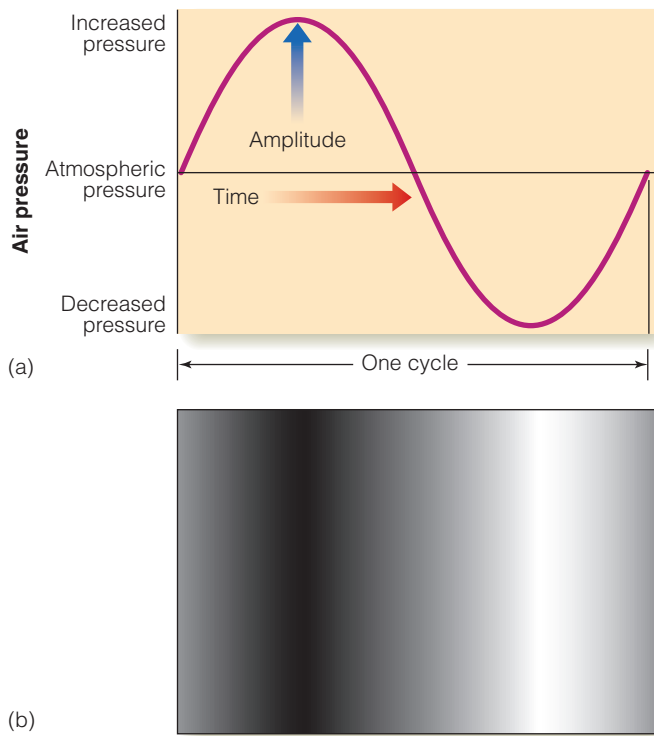 Increased
pressure
Amplitude
Air pressure
Atmospheric
pressure
Time
Decreased
pressure
(a)
One cycle
(b)